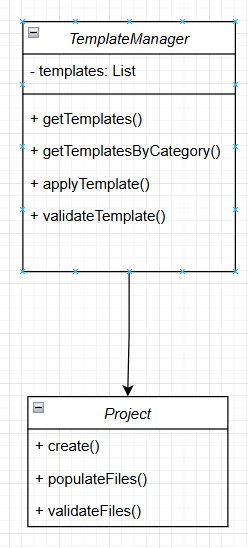 TemplateManager
- templates: List
+ getTemplates()
+ getTemplatesByCategory()
+ applyTemplate()
+ validateTemplate()
Project
+ create()
+ populateFiles()
+ validateFiles()